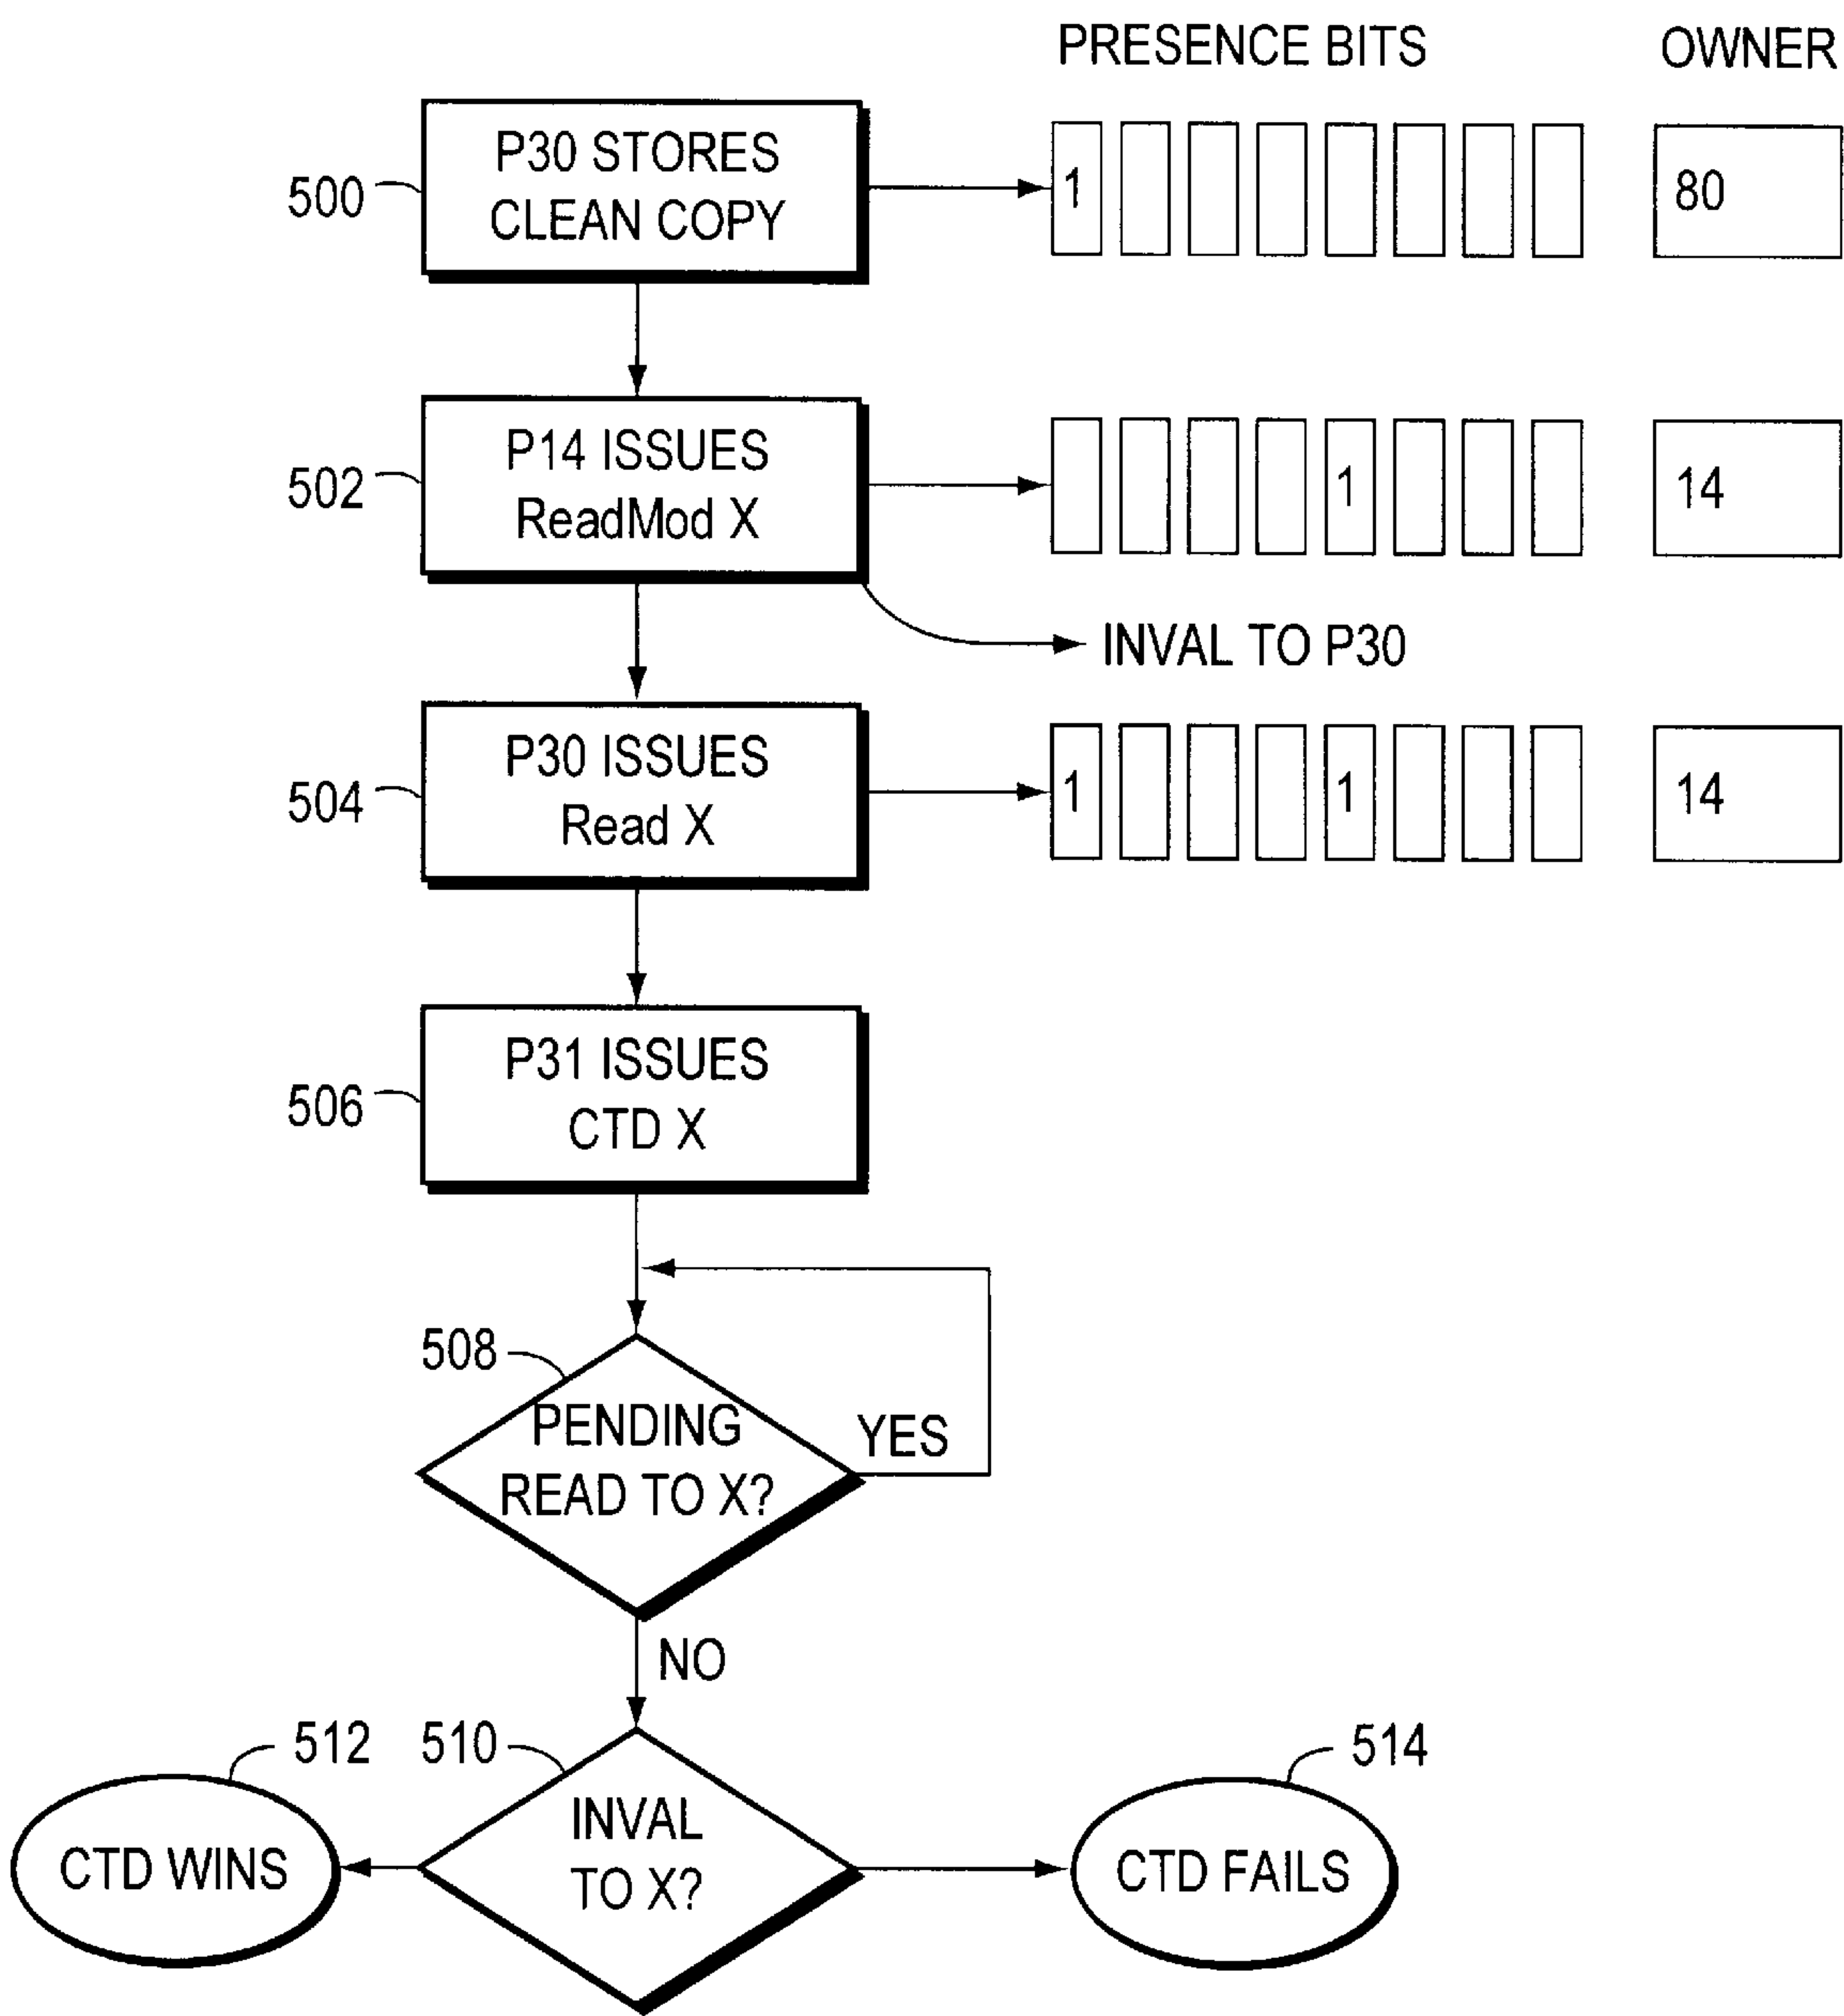 PRESENCE BITS OWNER
500
P30 STORES
CLEAN COPY
1
80
502
P14 ISSUES
ReadMod X
1
14
INVAL TO P30
504
P30 ISSUES
Read X
1 1
14
506
P31 ISSUES
CTD X
508
PENDING
READ TO X?
YES
NO
512
510
514
CTD WINS
INVAL
TO X?
CTD FAILS